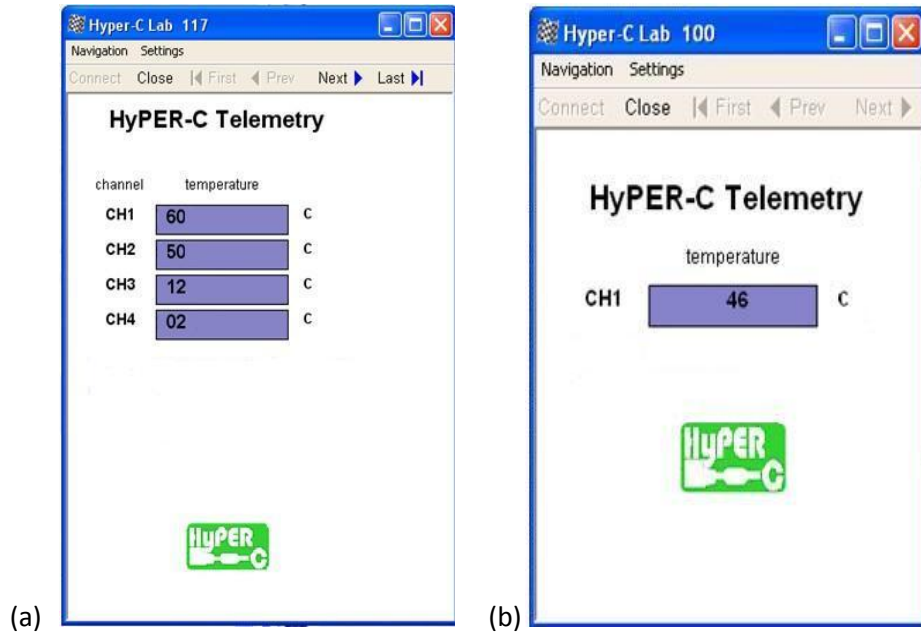 Hyper-C Lab 117
Navigation Settings
Connect Close First Prev Next Last
HyPER-C Telemetry
channel temperature
CH1 60 C
CH2 50 C
CH3 12 C
CH4 02 C
HyPER
C
(a)
Hyper-C Lab 100
Navigation Settings
Connect Close First Prev Next
HyPER-C Telemetry
temperature
CH1 46 C
HyPER
C
(b)